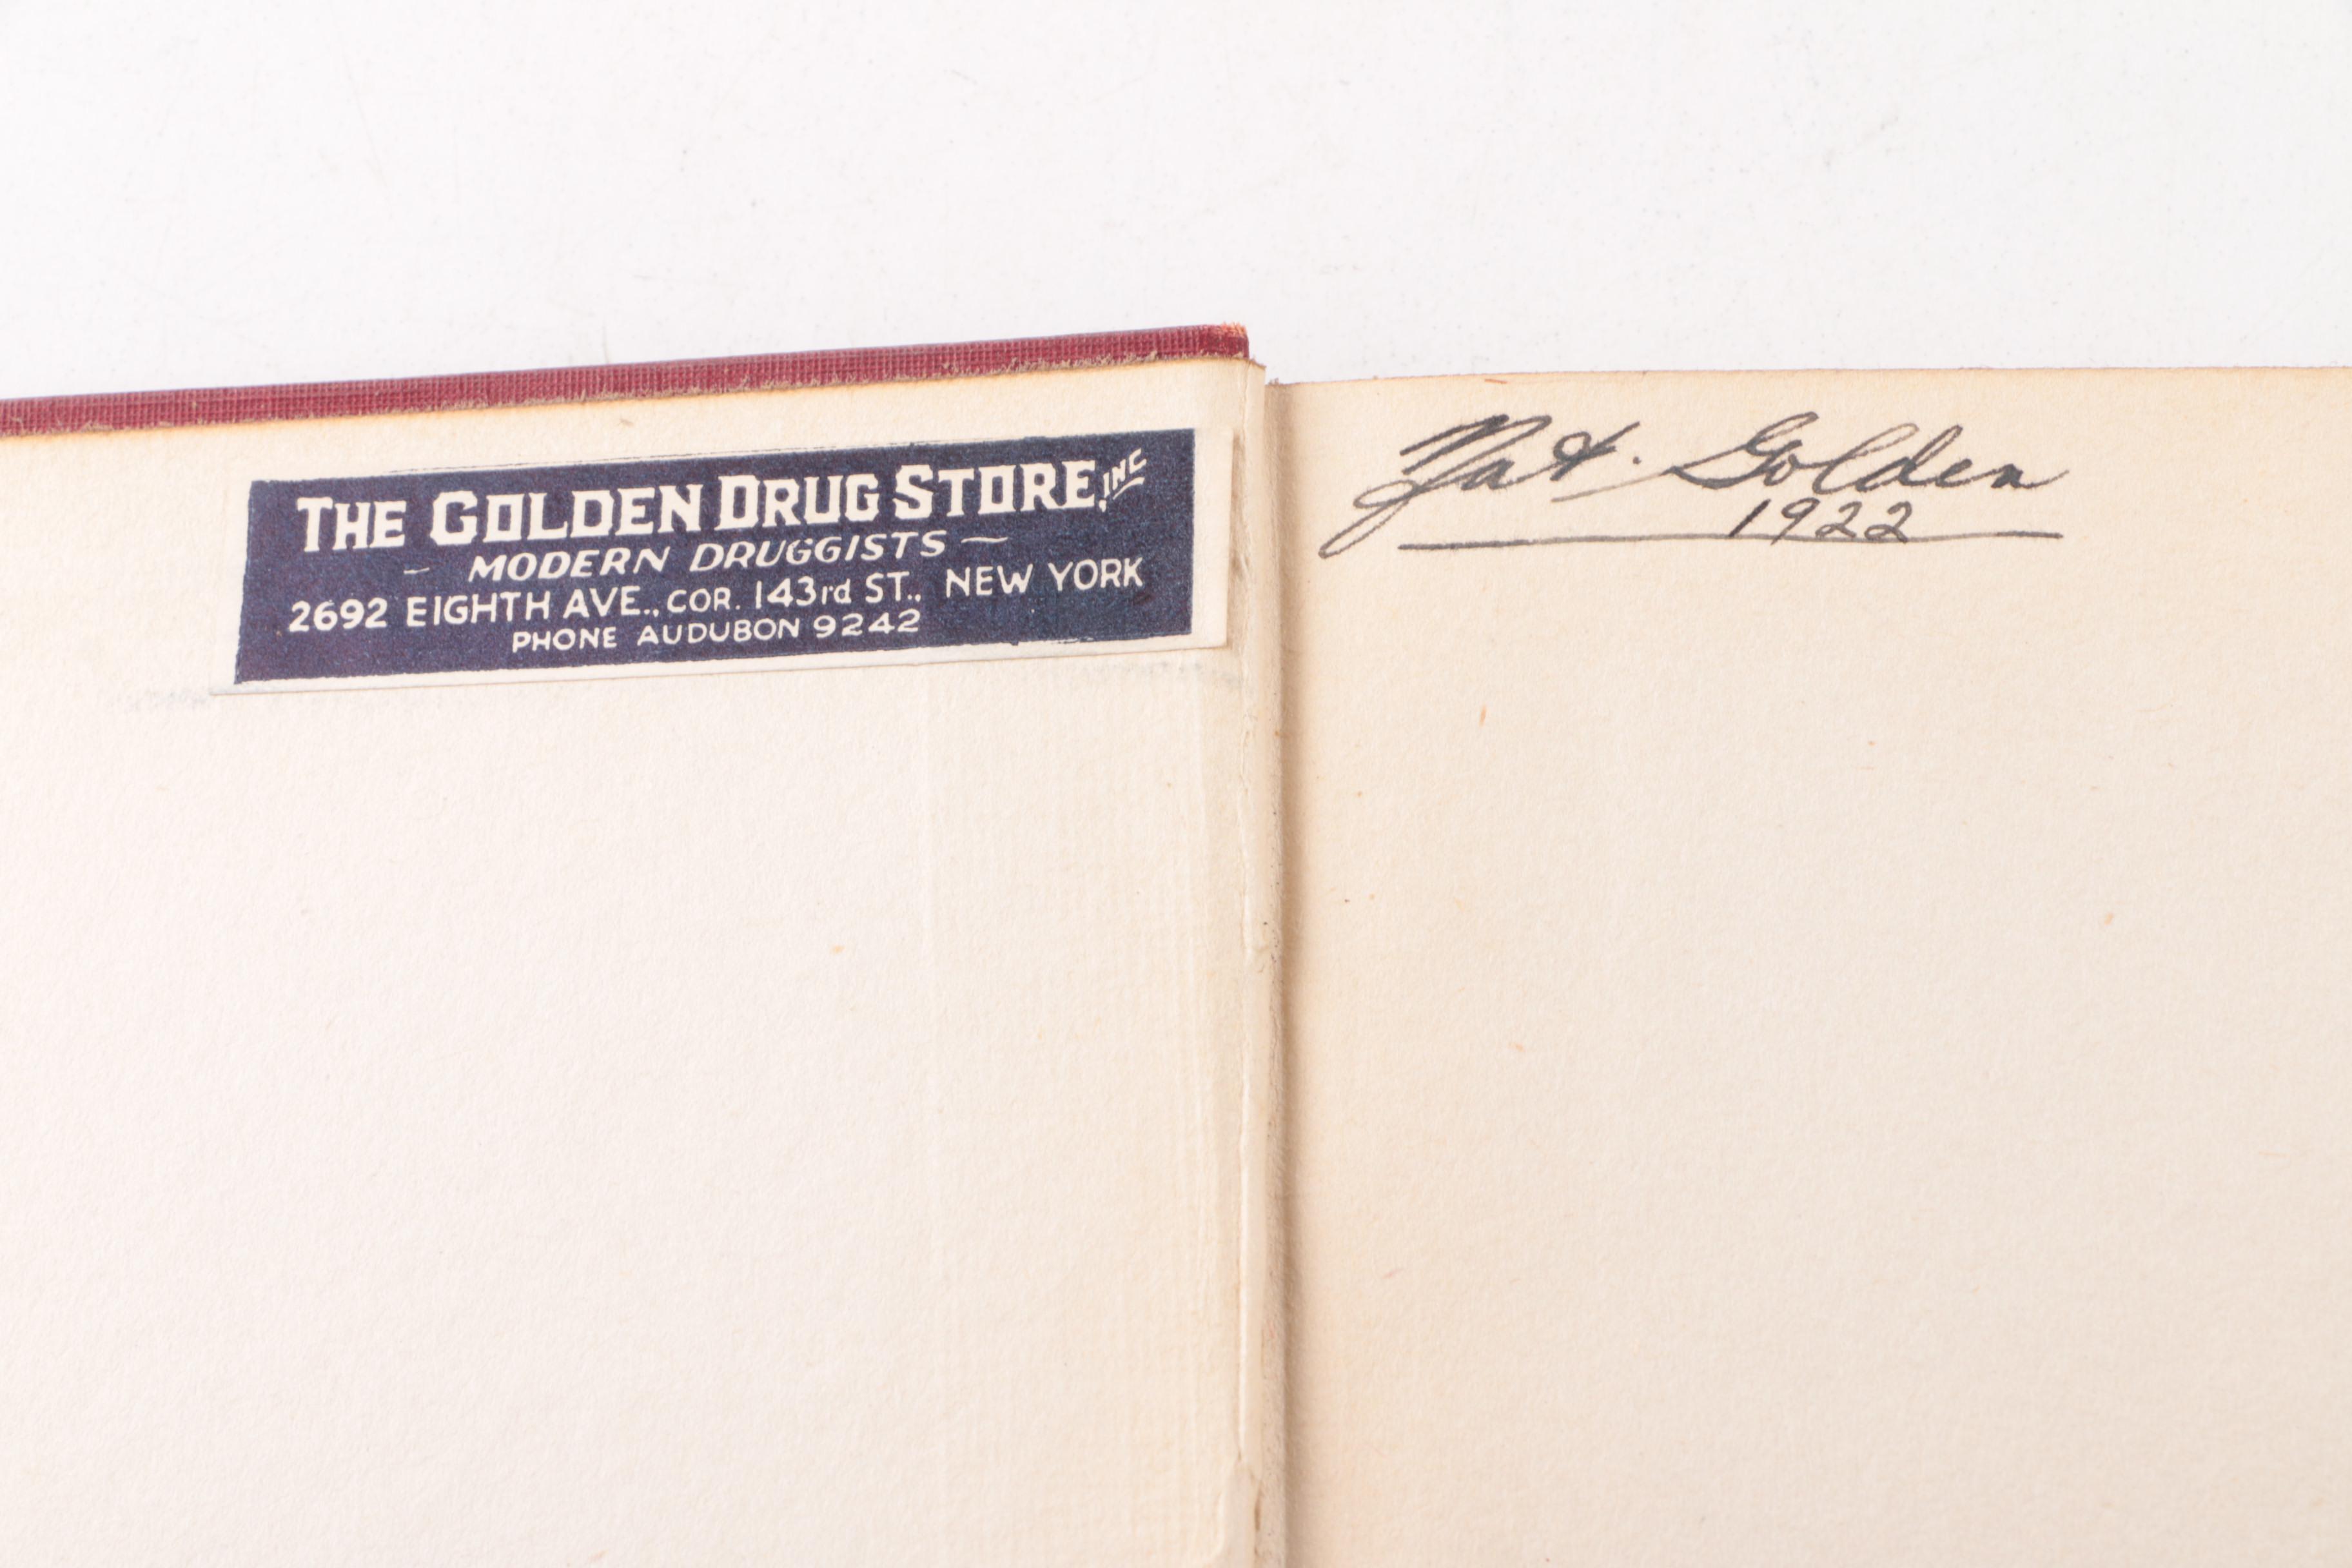 THE GOLDEN DRUG STORE, INC
- MODERN DRUGGISTS -
2692 EIGHTH AVE., COR. 143rd ST., NEW YORK
PHONE AUDUBON 9242
Nat. Golden
1922